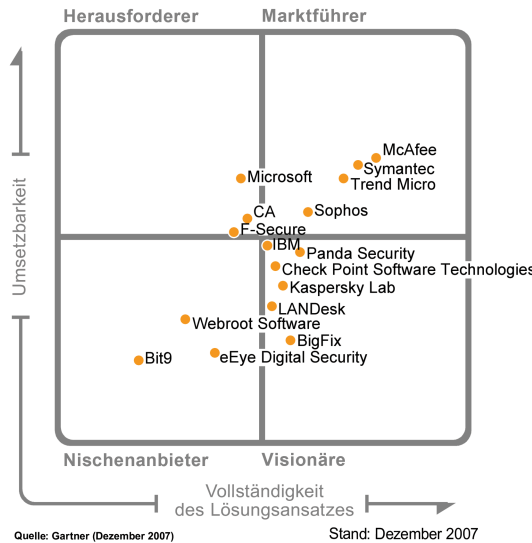 Herausforderer
Marktführer
McAfee
Symantec
Trend Micro
Microsoft
Sophos
CA
F-Secure
IBM
Panda Security
Check Point Software Technologies
Kaspersky Lab
LANDesk
Webroot Software
BigFix
eEye Digital Security
Bit9
Umsetzbarkeit
Nischenanbieter
Visionäre
Vollständigkeit
des Lösungsansatzes
Quelle: Gartner (Dezember 2007)
Stand: Dezember 2007